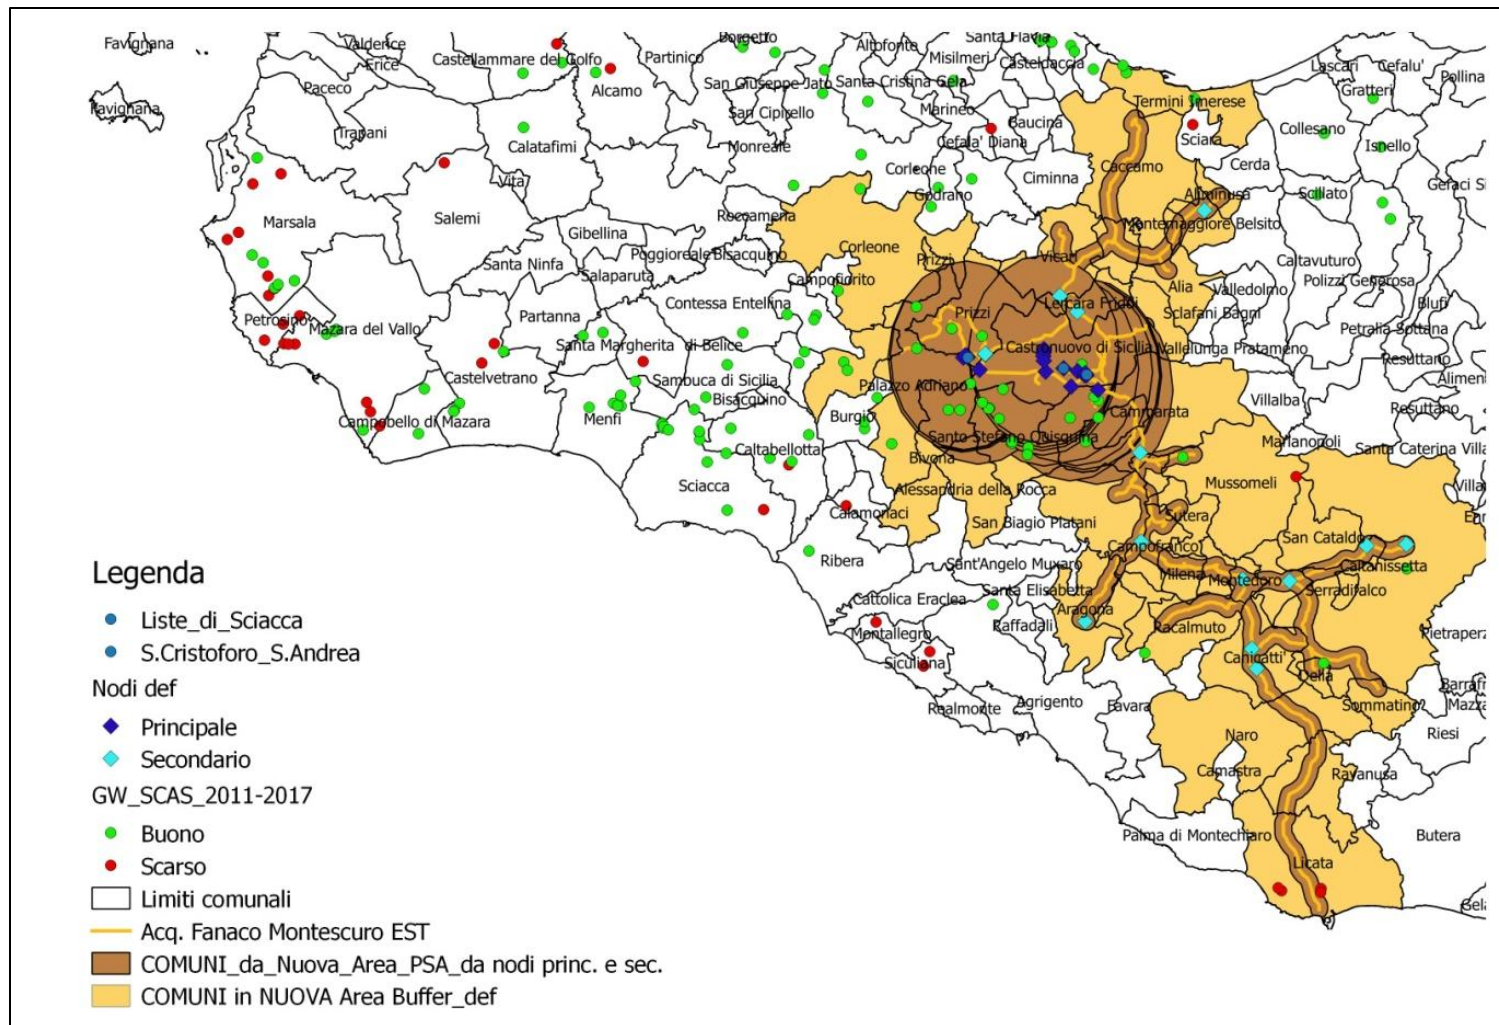 Favignana
Valderice
Erice
Castellammare del Golfo
Partinico
Borgetto
Altofonte
Misilmeri
Santa Flavia
Casteldaccia
Lascari
Cefalu'
Pollina
Paceco
Alcamo
San Giuseppe Jato
Santa Cristina Gela
Gratteri
Favignana
Trapani
Calatafimi
San Cipirello
Marineo
Baucina
Termini Imerese
Collesano
Monreale
Cefala' Diana
Sciara
Isnello
Vita
Corleone
Ciminna
Caccamo
Cerda
Marsala
Salemi
Roccamena
Godrano
Aliminusa
Scillato
Geraci Si
Gibellina
Montemaggiore Belsito
Santa Ninfa
Poggioreale
Bisacquino
Corleone
Prizzi
Vicari
Caltavuturo
Salaparuta
Campofiorito
Alia
Valledolmo
Polizzi Generosa
Contessa Entellina
Lercara Friddi
Sclafani Bagni
Blufi
Petrosino
Mazara del Vallo
Partanna
Prizzi
Petralia Sottana
Santa Margherita di Belice
Castronuovo di Sicilia
Vallelunga Pratameno
Resuttano
Castelvetrano
Sambuca di Sicilia
Palazzo Adriano
Alimen
Bisacquino
Villalba
Resuttano
Campobello di Mazara
Menfi
Burgio
Cammarata
Caltabellotta
Santo Stefano Quisquina
Marianopoli
Santa Caterina Villa
Sciacca
Bivona
Mussomeli
Alessandria della Rocca
Villa
Calamonaci
San Biagio Platani
Sutera
San Cataldo
Ribera
Campofranco
Sant'Angelo Muxaro
Milena
Montedoro
Caltanissetta
Cattolica Eraclea
Santa Elisabetta
Serradifalco
Aragona
Montallegro
Raffadali
Racalmuto
Pietraperz
Siculiana
Canicatti'
Delia
Barrafr
Realmonte
Agrigento
Favara
Sommatino
Mazza
Naro
Riesi
Camastra
Ravanusa
Palma di Montechiaro
Butera
Licata
Gela
Legenda
Liste_di_Sciacca
S.Cristoforo_S.Andrea
Nodi def
Principale
Secondario
GW_SCAS_2011-2017
Buono
Scarso
Limiti comunali
Acq. Fanaco Montescuro EST
COMUNI_da_Nuova_Area_PSA_da nodi princ. e sec.
COMUNI in NUOVA Area Buffer_def